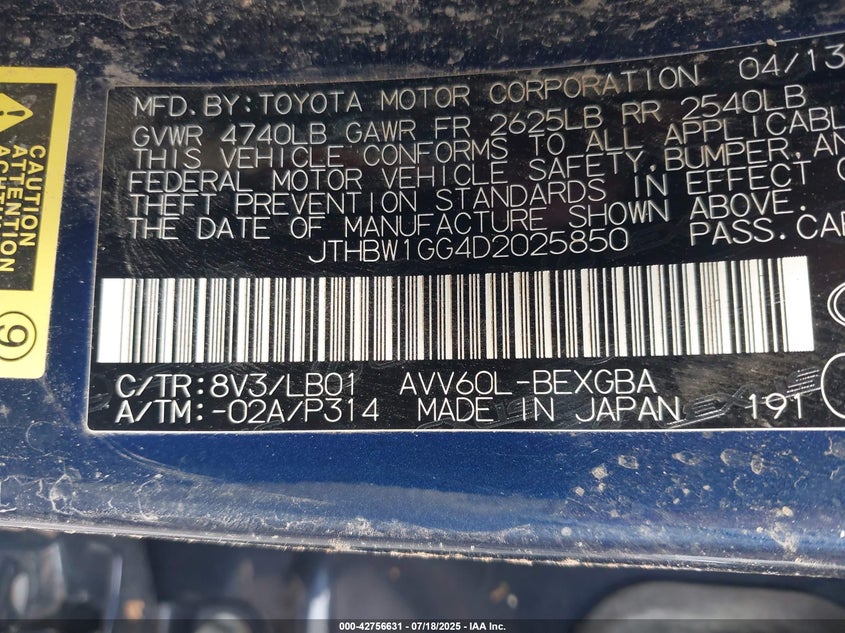 MFD. BY: TOYOTA MOTOR CORPORATION 04/13
GVWR 4740LB GAWR FR 2625LB RR 2540LB
THIS VEHICLE CONFORMS TO ALL APPLICABL
FEDERAL MOTOR VEHICLE SAFETY, BUMPER, AN
THEFT PREVENTION STANDARDS IN EFFECT O
THE DATE OF MANUFACTURE SHOWN ABOVE.
JTHBW1GG4D2025850 PASS. CAR
C/TR: 8V3/LB01 AVV60L-BEXGBA
A/TM: -02A/P314 MADE IN JAPAN 191
CAUTION
ATTENTION
ACHTUNG
9
000-42756631 / 07/18/2025 - IAA Inc.